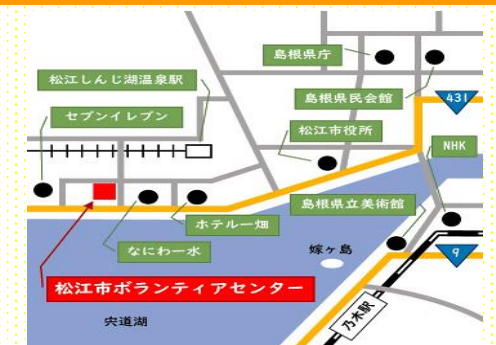 島根県庁
松江しんじ湖温泉駅
島根県民会館
431
セブンイレブン
松江市役所
NHK
島根県立美術館
ホテル一畑
なにわ一水
嫁ヶ島
9
松江市ボランティアセンター
乃木駅
宍道湖